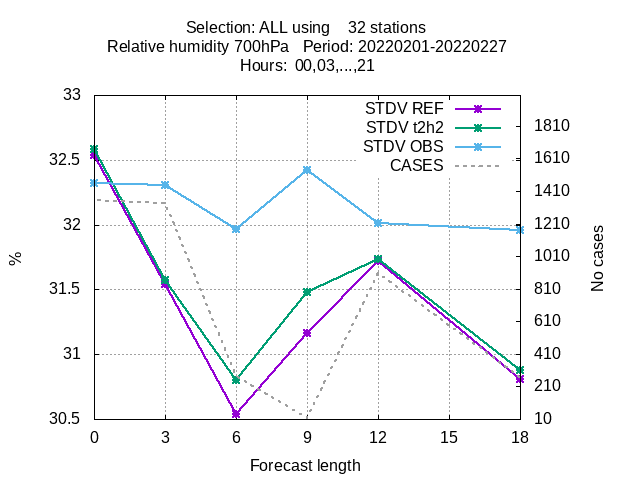 Selection: ALL using 32 stations
Relative humidity 700hPa Period: 20220201-20220227
Hours: 00,03,...,21
STDV REF
STDV t2h2
STDV OBS
CASES
33
32.5
32
31.5
31
30.5
%
1810
1610
1410
1210
1010
810
610
410
210
10
No cases
0 3 6 9 12 15 18
Forecast length